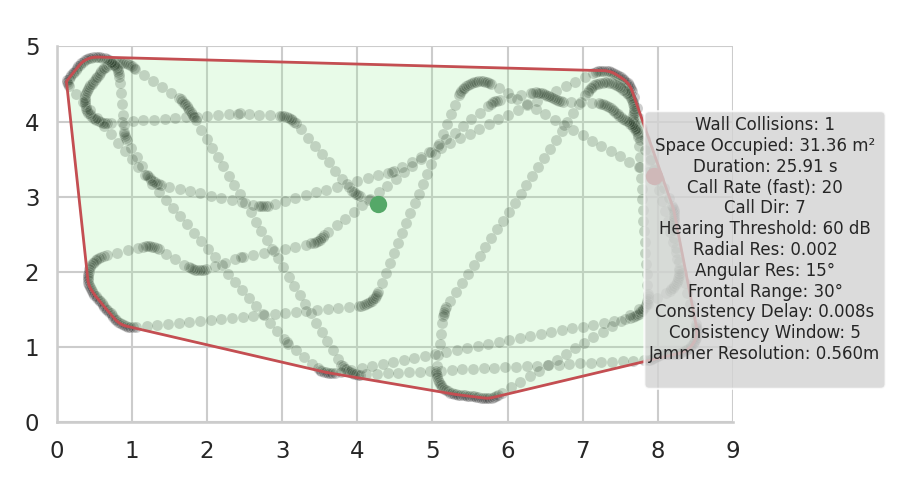 5
4
3
2
1
0
0 1 2 3 4 5 6 7 8 9
Wall Collisions: 1
Space Occupied: 31.36 m²
Duration: 25.91 s
Call Rate (fast): 20
Call Dir: 7
Hearing Threshold: 60 dB
Radial Res: 0.002
Angular Res: 15°
Frontal Range: 30°
Consistency Delay: 0.008s
Consistency Window: 5
Jammer Resolution: 0.560m